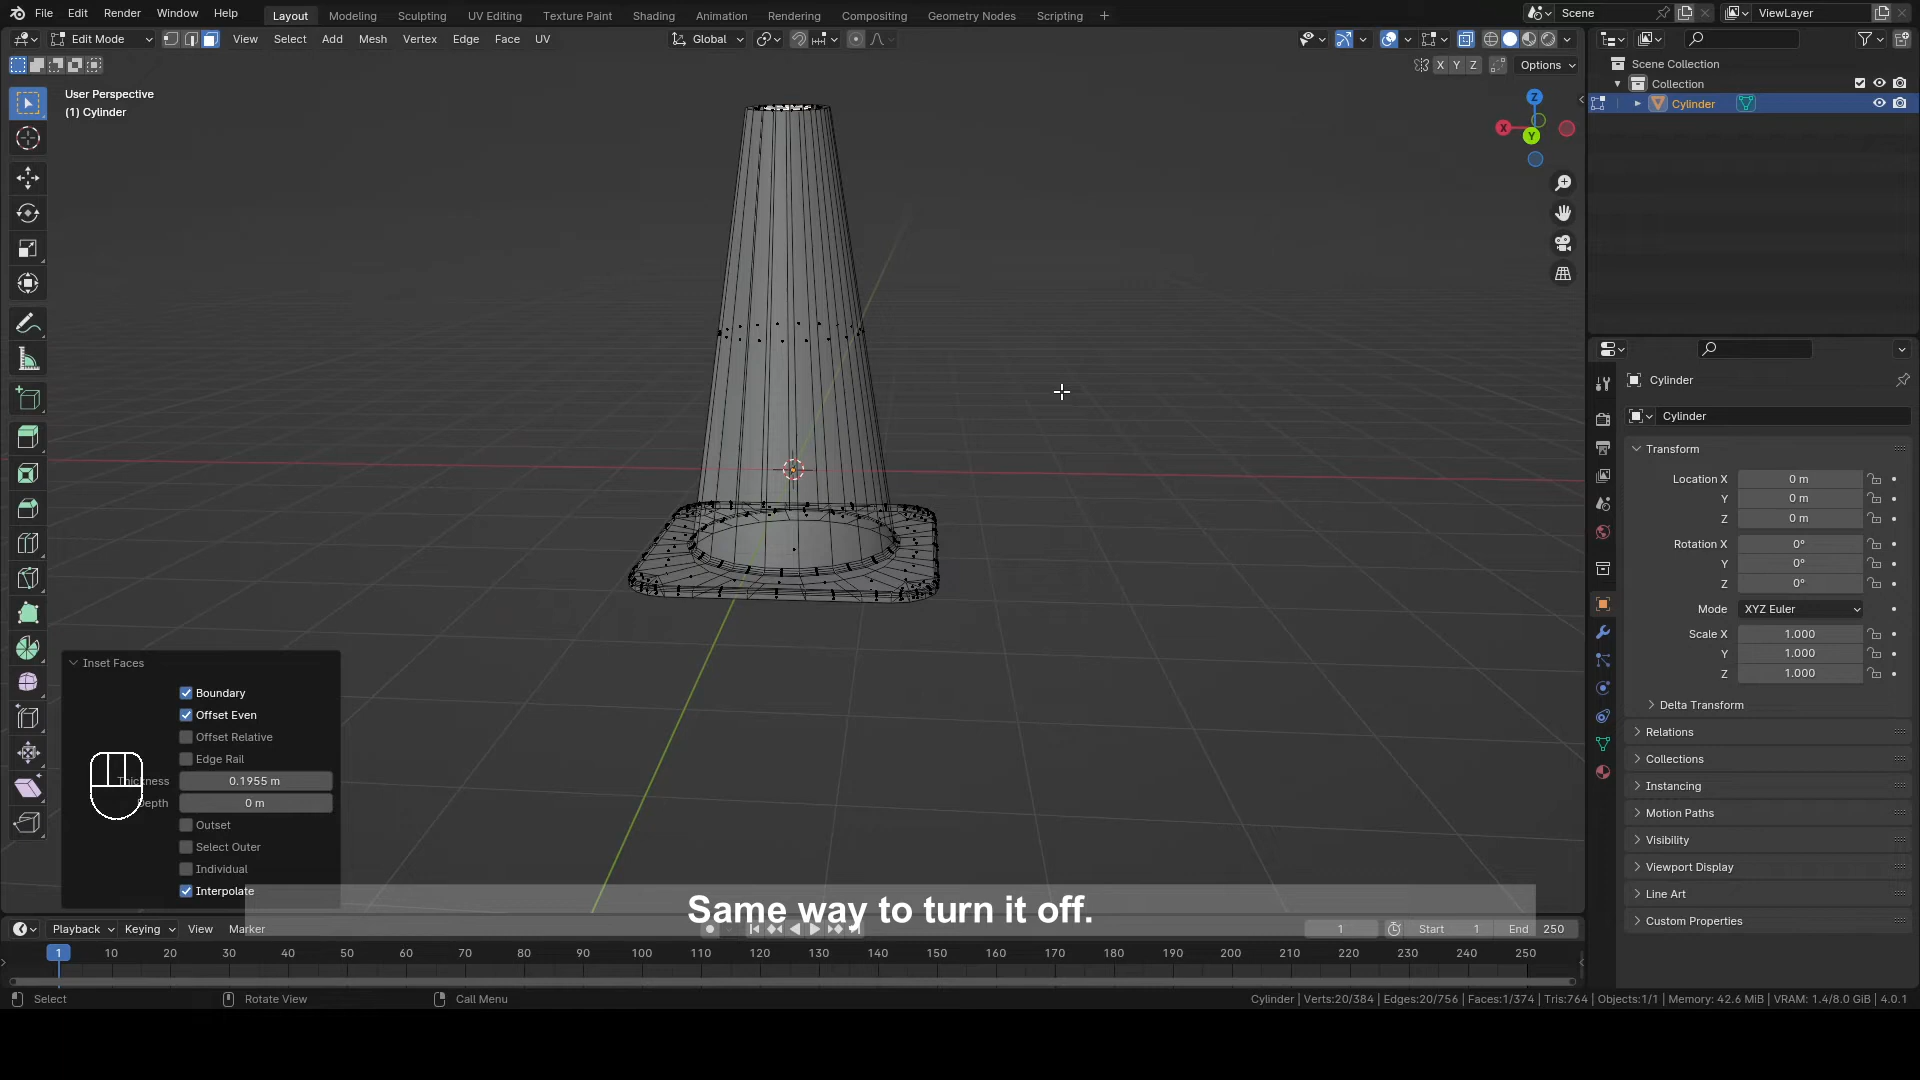 File Edit Render Window Help Layout Modeling Sculpting UV Editing Texture Paint Shading Animation Rendering Compositing Geometry Nodes Scripting + Scene ViewLayer
Edit Mode View Select Add Mesh Vertex Edge Face UV Global
X Y Z Options
User Perspective
(1) Cylinder
Z
X
Y
Scene Collection
Collection
Cylinder
Cylinder
Cylinder
Transform
Location X 0 m
Y 0 m
Z 0 m
Rotation X 0°
Y 0°
Z 0°
Mode XYZ Euler
Scale X 1.000
Y 1.000
Z 1.000
Delta Transform
Relations
Collections
Instancing
Motion Paths
Visibility
Viewport Display
Line Art
Custom Properties
Inset Faces
Boundary
Offset Even
Offset Relative
Edge Rail
Thickness 0.1955 m
Depth 0 m
Outset
Select Outer
Individual
Interpolate
Same way to turn it off.
Playback Keying View Marker 1 Start 1 End 250
1 10 20 30 40 50 60 70 80 90 100 110 120 130 140 150 160 170 180 190 200 210 220 230 240 250
Select Rotate View Call Menu Cylinder | Verts:20/384 | Edges:20/756 | Faces:1/374 | Tris:764 | Objects:1/1 | Memory: 42.6 MiB | VRAM: 1.4/8.0 GiB | 4.0.1